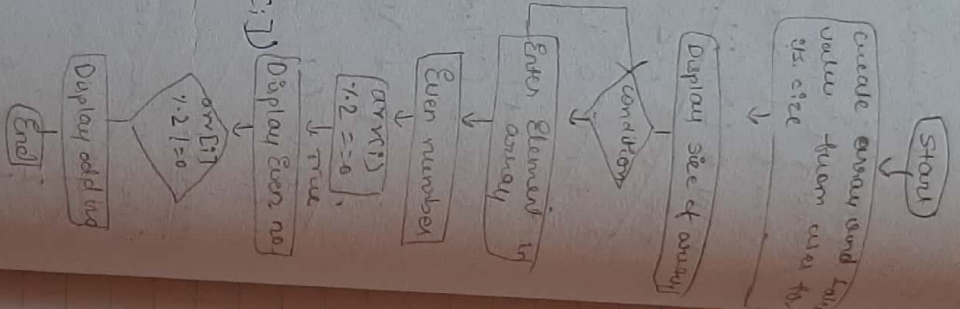 Start
create array and take
value from user for
its size
Display size of array
condition
Enter Element in
array
Even number
(arr[i]
%2 == 0
true
Display Even no
arr[i]
%2 != 0
Display odd no
End